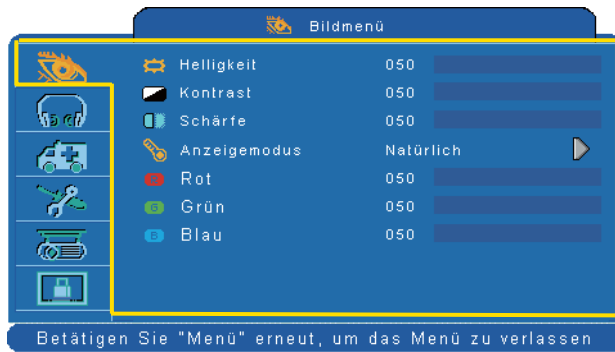 Bildmenü
Helligkeit 050
Kontrast 050
Schärfe 050
Anzeigemodus Natürlich
R Rot 050
G Grün 050
B Blau 050
Betätigen Sie "Menü" erneut, um das Menü zu verlassen